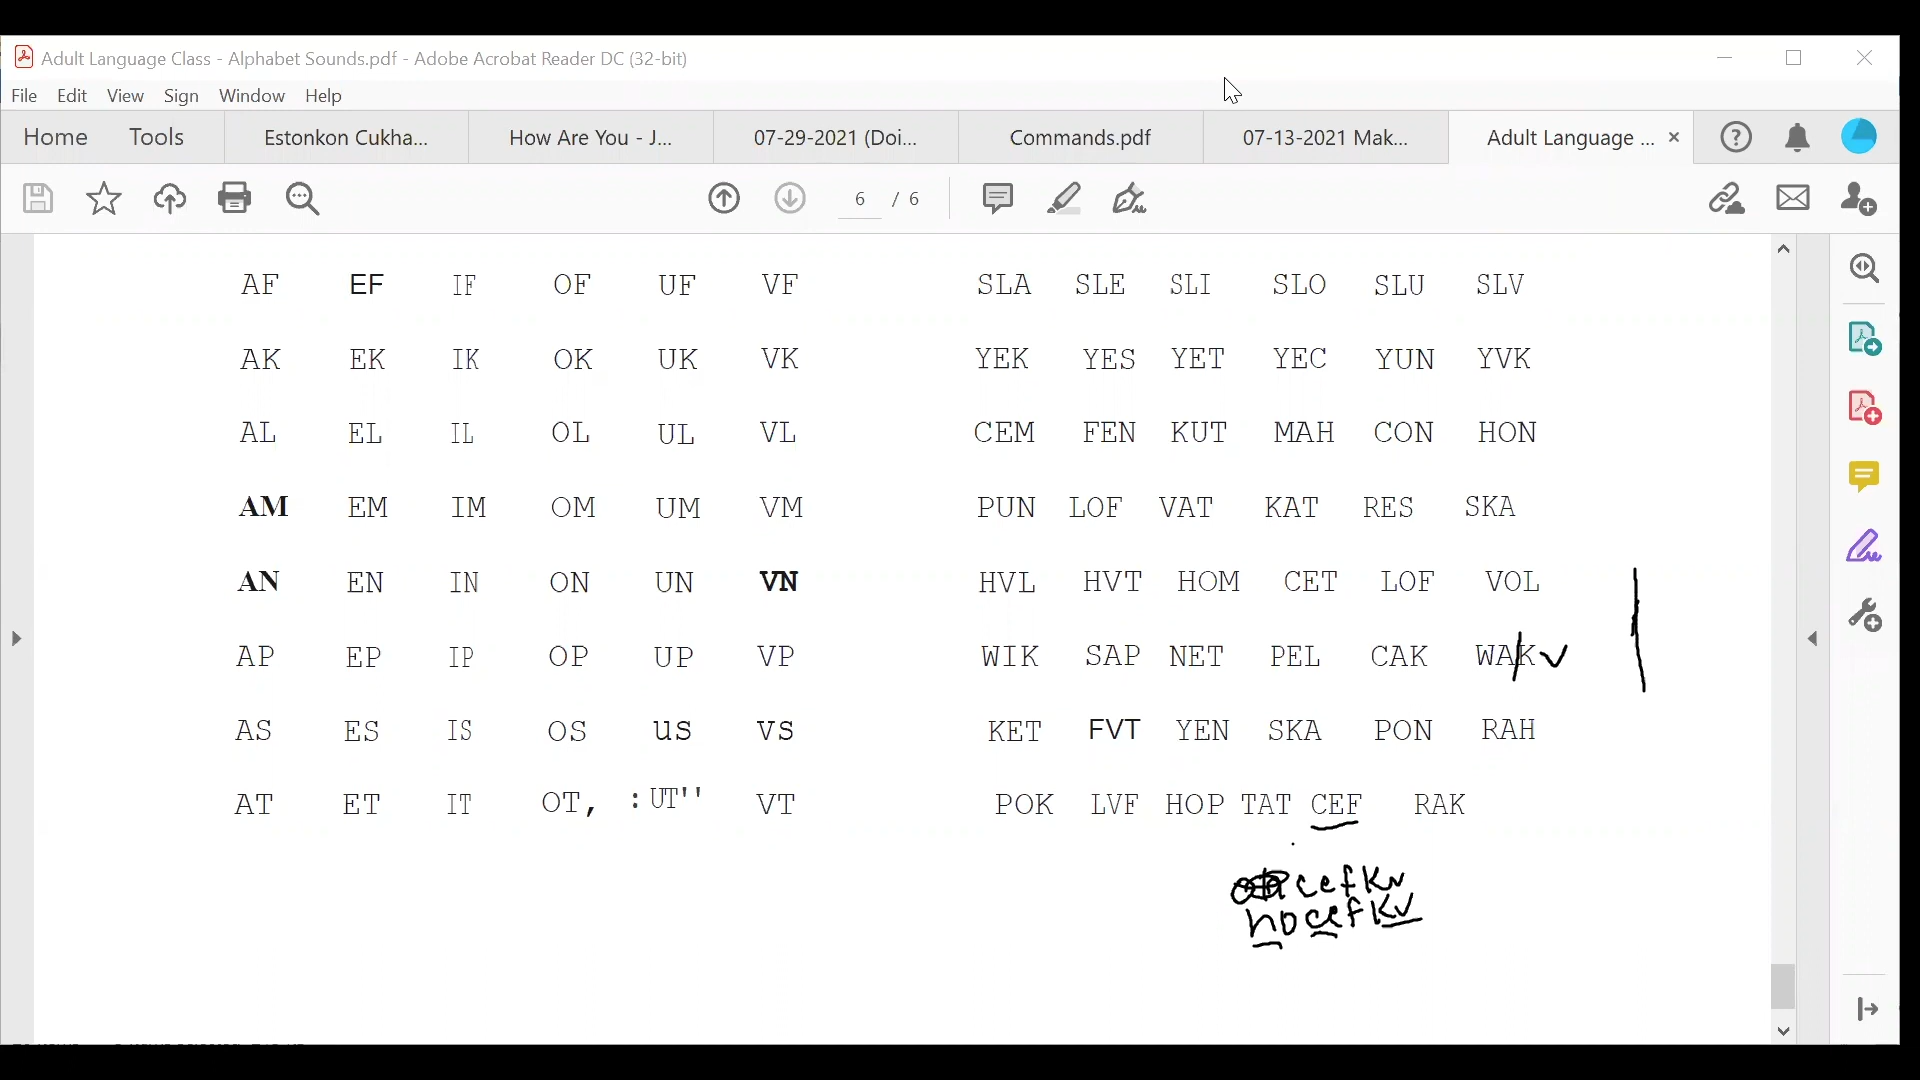 Adult Language Class - Alphabet Sounds.pdf - Adobe Acrobat Reader DC (32-bit)
File Edit View Sign Window Help
Home Tools Estonkon Cukha... How Are You - J... 07-29-2021 (Doi... Commands.pdf 07-13-2021 Mak... Adult Language ... ×
6 / 6
AF EF IF OF UF VF SLA SLE SLI SLO SLU SLV
AK EK IK OK UK VK YEK YES YET YEC YUN YVK
AL EL IL OL UL VL CEM FEN KUT MAH CON HON
AM EM IM OM UM VM PUN LOF VAT KAT RES SKA
AN EN IN ON UN VN HVL HVT HOM CET LOF VOL
AP EP IP OP UP VP WIK SAP NET PEL CAK WAK v
AS ES IS OS US VS KET FVT YEN SKA PON RAH
AT ET IT OT, :UT'' VT POK LVF HOP TAT CEF RAK
cefkv
hocefkv